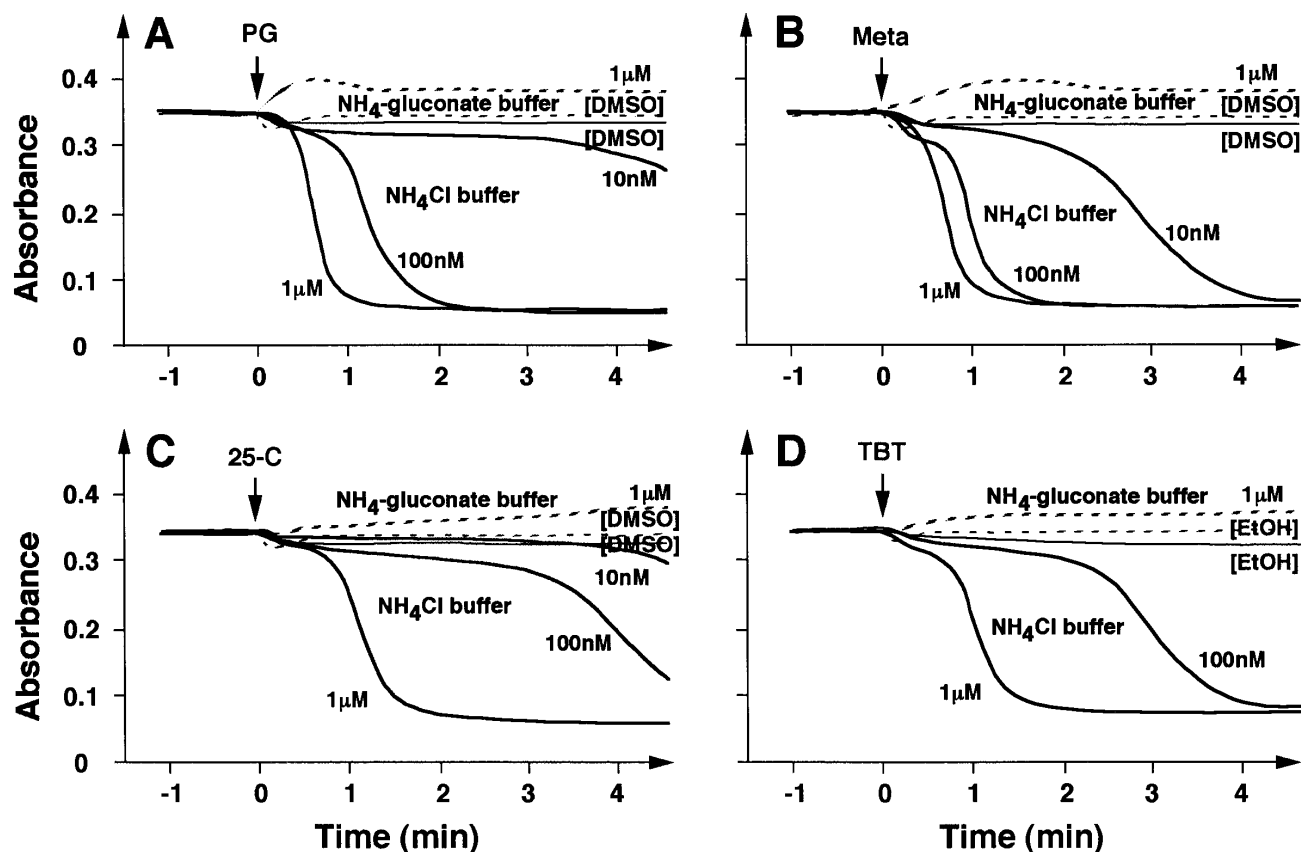 A
PG
Absorbance
0.4
0.3
0.2
0.1
0
1μM
NH4-gluconate buffer
[DMSO]
[DMSO]
10nM
NH4Cl buffer
100nM
1μM
-1 0 1 2 3 4
B
Meta
1μM
NH4-gluconate buffer
[DMSO]
[DMSO]
NH4Cl buffer
10nM
100nM
1μM
-1 0 1 2 3 4
C
25-C
Absorbance
0.4
0.3
0.2
0.1
0
NH4-gluconate buffer
1μM
[DMSO]
[DMSO]
10nM
NH4Cl buffer
100nM
1μM
-1 0 1 2 3 4
Time (min)
D
TBT
NH4-gluconate buffer
1μM
[EtOH]
[EtOH]
NH4Cl buffer
100nM
1μM
-1 0 1 2 3 4
Time (min)